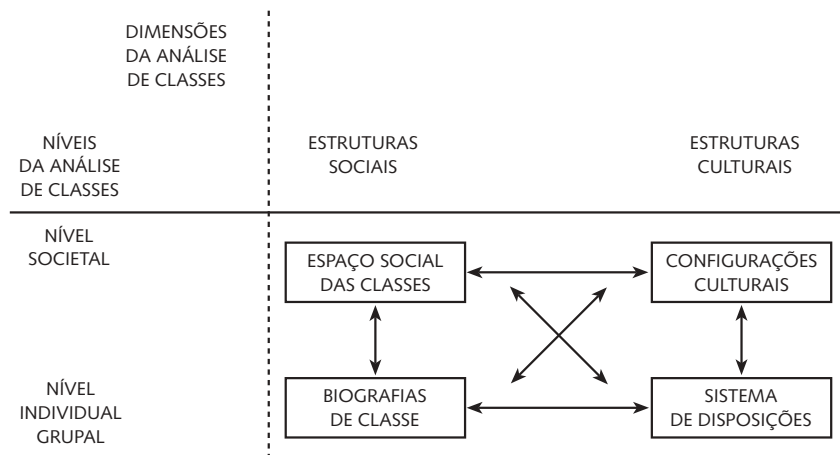 DIMENSÕES
DA ANÁLISE
DE CLASSES
NÍVEIS
DA ANÁLISE
DE CLASSES
ESTRUTURAS
SOCIAIS
ESTRUTURAS
CULTURAIS
NÍVEL
SOCIETAL
ESPAÇO SOCIAL
DAS CLASSES
CONFIGURAÇÕES
CULTURAIS
NÍVEL
INDIVIDUAL
GRUPAL
BIOGRAFIAS
DE CLASSE
SISTEMA
DE DISPOSIÇÕES